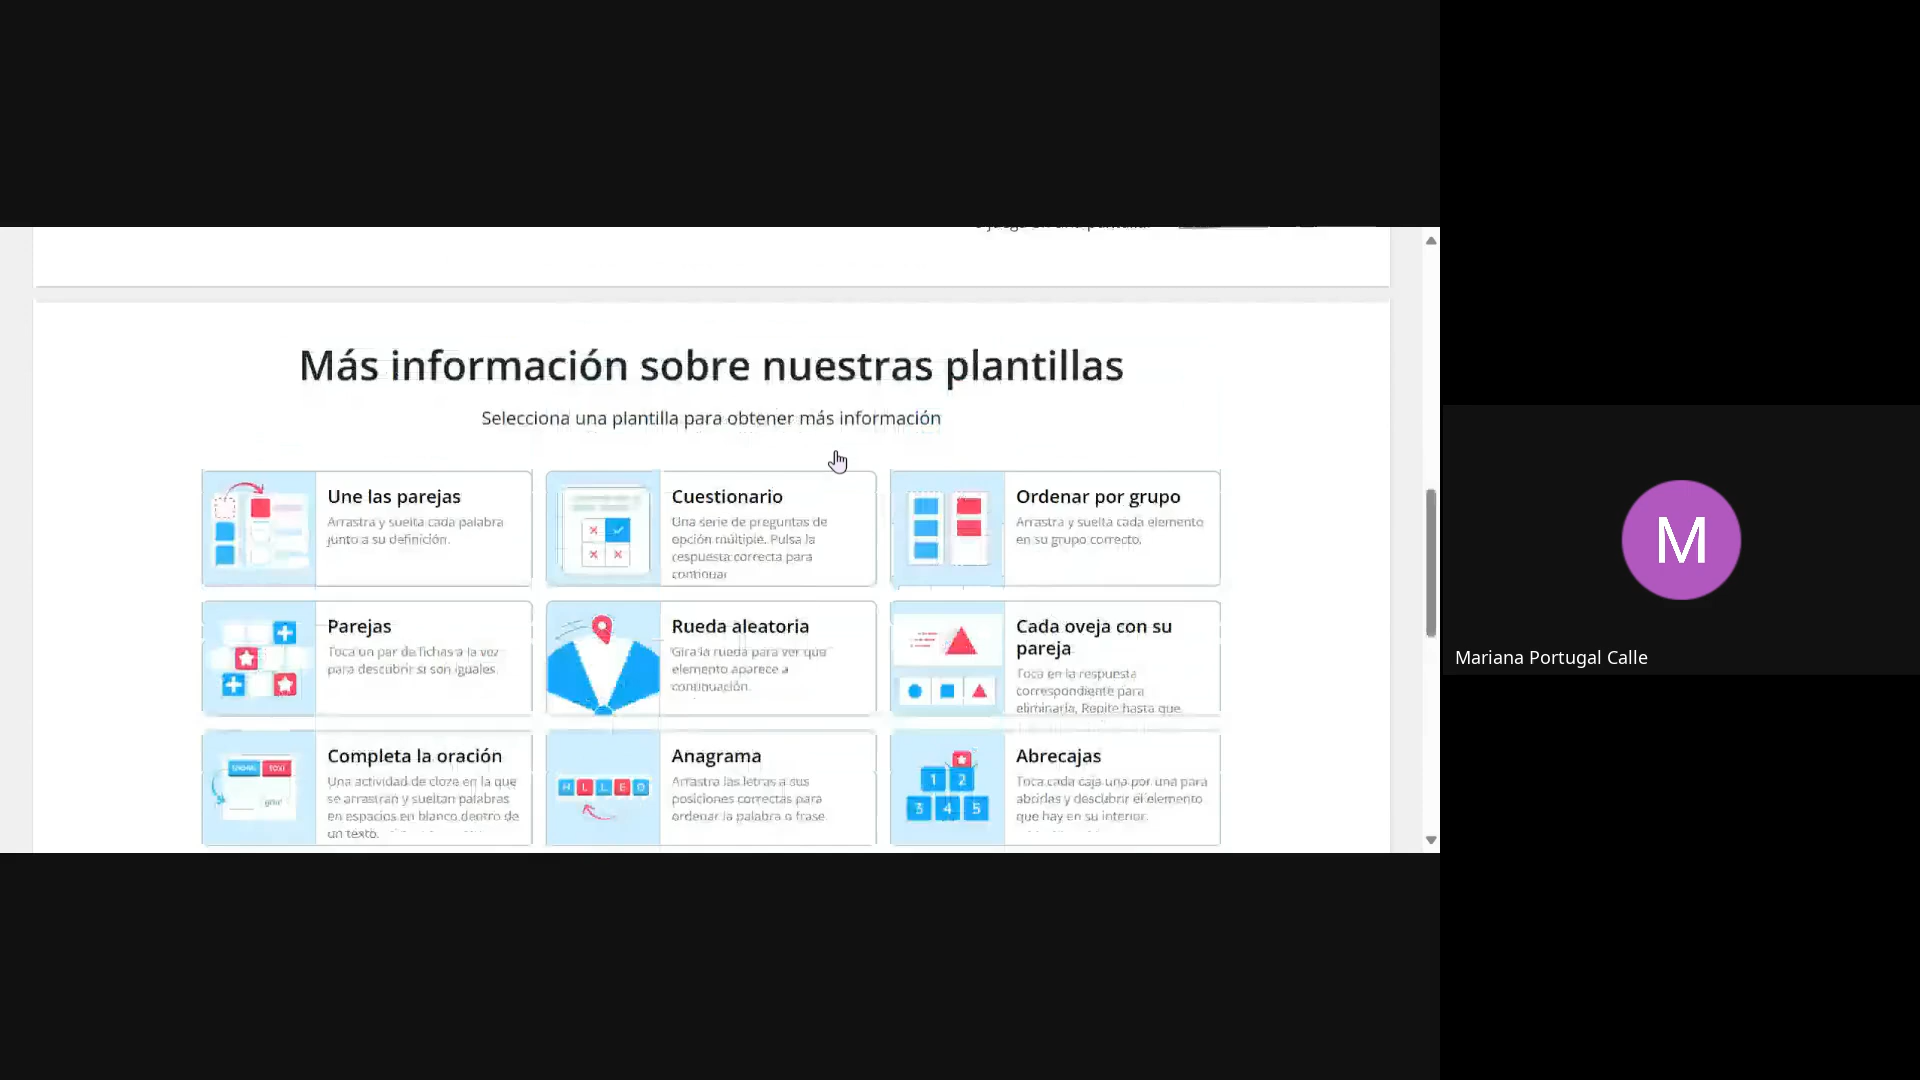 Más información sobre nuestras plantillas
Selecciona una plantilla para obtener más información
Une las parejas
Arrastra y suelta cada palabra
junto a su definición.
Cuestionario
Una serie de preguntas de
opción múltiple. Pulsa la
respuesta correcta para
continuar
Ordenar por grupo
Arrastra y suelta cada elemento
en su grupo correcto.
Parejas
Toca un par de fichas a la vez
para descubrir si son iguales.
Rueda aleatoria
Gira la rueda para ver qué
elemento aparece a
continuación.
Cada oveja con su
pareja
Toca en la respuesta
correspondiente para
eliminarla. Repite hasta que
Completa la oración
Una actividad de cloze en la que
se arrastran y sueltan palabras
en espacios en blanco dentro de
un texto.
H L L E O
Anagrama
Arrastra las letras a sus
posiciones correctas para
ordenar la palabra o frase
1 2
3 4 5
Abrecajas
Toca cada caja una por una para
abrirlas y descubrir el elemento
que hay en su interior.
M
Mariana Portugal Calle